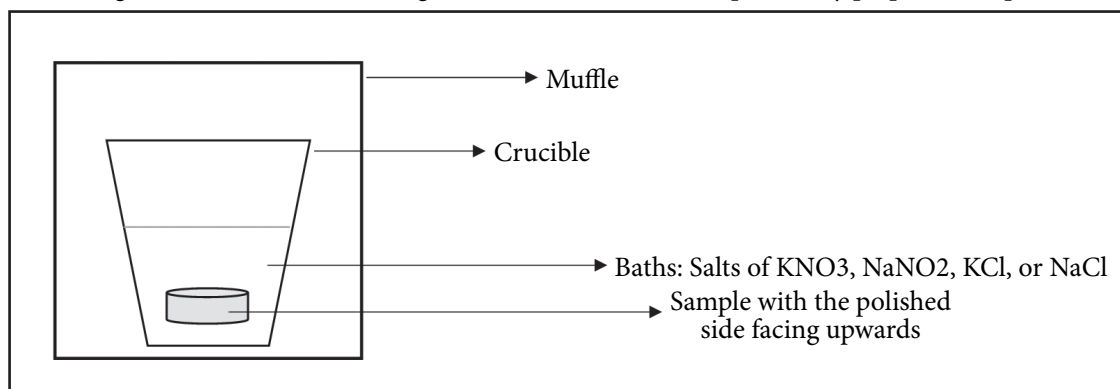 Muffle
Crucible
Baths: Salts of KNO3, NaNO2, KCl, or NaCl
Sample with the polished
side facing upwards